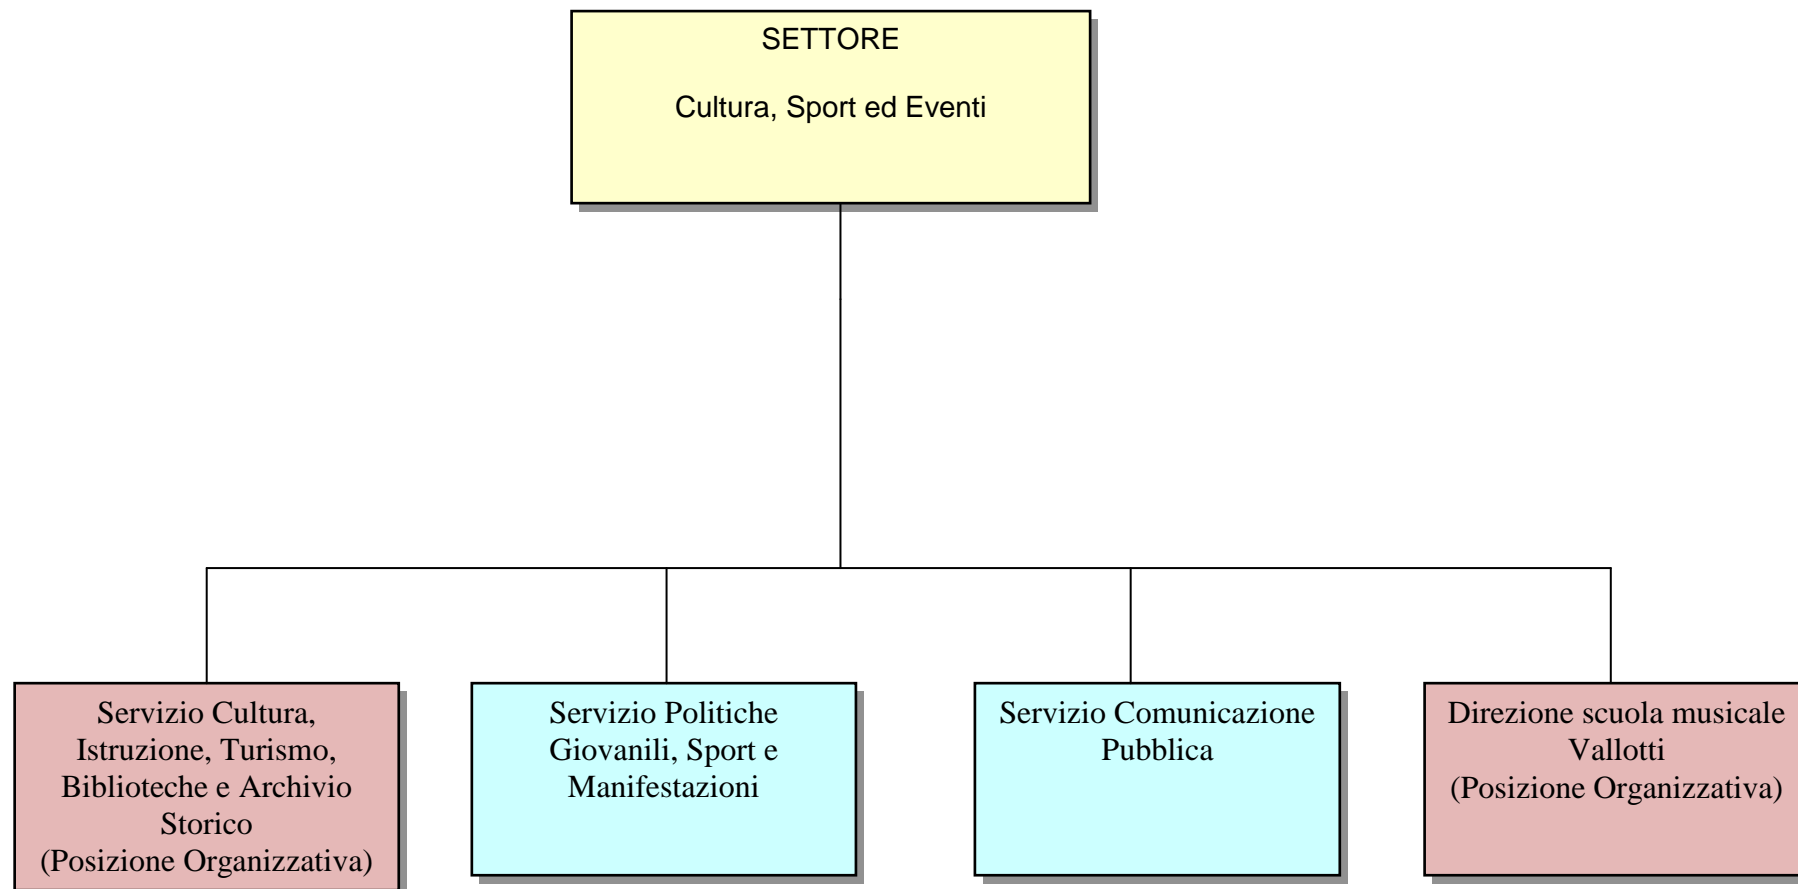 SETTORE
Cultura, Sport ed Eventi
Servizio Cultura,
Istruzione, Turismo,
Biblioteche e Archivio
Storico
(Posizione Organizzativa)
Servizio Politiche
Giovanili, Sport e
Manifestazioni
Servizio Comunicazione
Pubblica
Direzione scuola musicale
Vallotti
(Posizione Organizzativa)